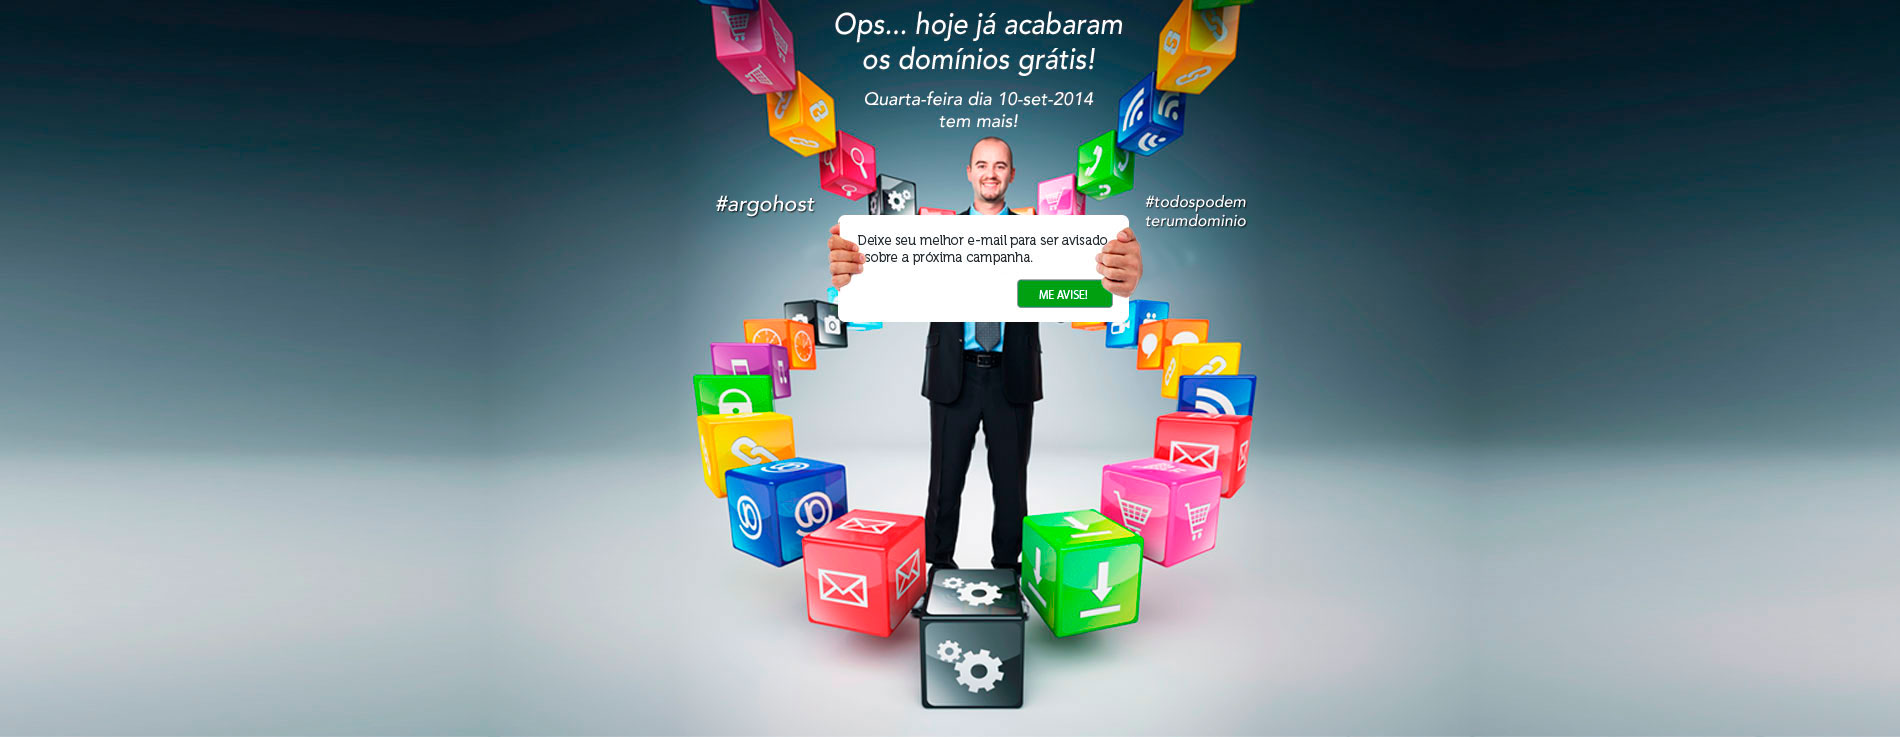 Ops... hoje já acabaram
os domínios grátis!
Quarta-feira dia 10-set-2014
tem mais!
#argohost
#todospodem
terumdominio
Deixe seu melhor e-mail para ser avisado
sobre a próxima campanha.
ME AVISE!